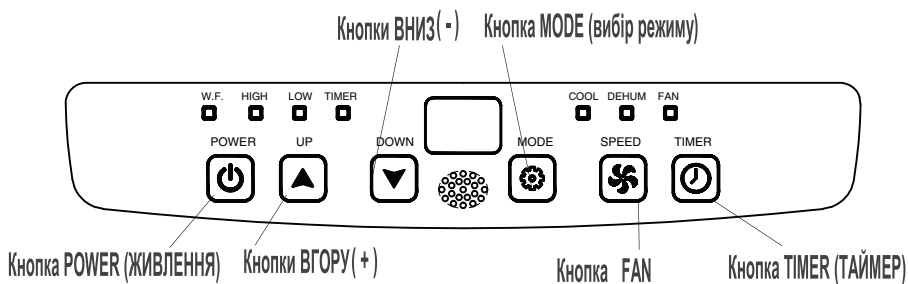 Кнопки ВНИЗ( - ) Кнопка MODE (вибір режиму)
W.F. HIGH LOW TIMER COOL DEHUM FAN
POWER UP DOWN MODE SPEED TIMER
Кнопка POWER (ЖИВЛЕННЯ) Кнопки ВГОРУ( + ) Кнопка FAN Кнопка TIMER (ТАЙМЕР)